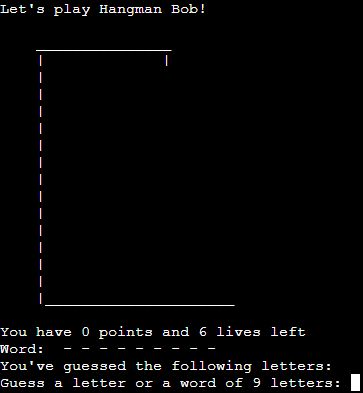 Let's play Hangman Bob!
You have 0 points and 6 lives left
Word:  - - - - - - - - -
You've guessed the following letters:
Guess a letter or a word of 9 letters: